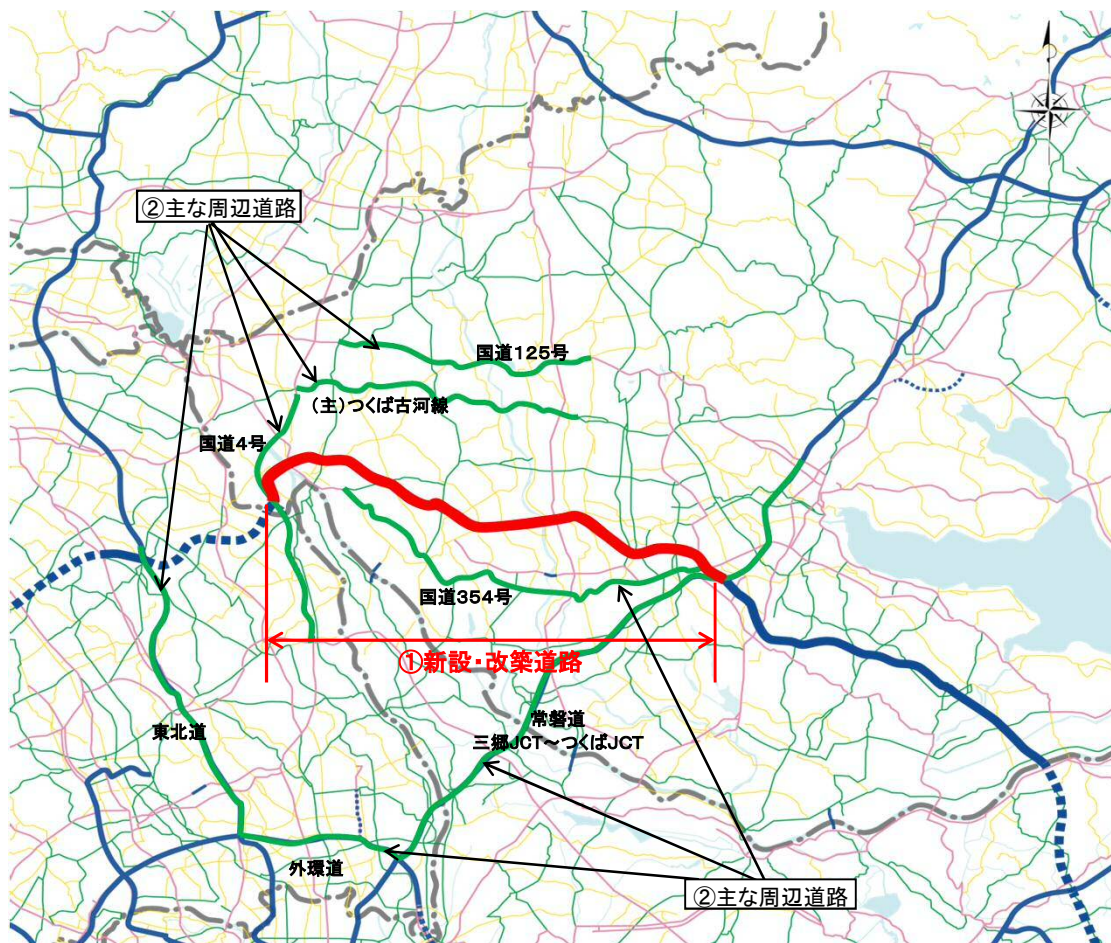 ②主な周辺道路
国道125号
(主)つくば古河線
国道4号
国道354号
①新設・改築道路
常磐道
三郷JCT～つくばJCT
東北道
外環道
②主な周辺道路